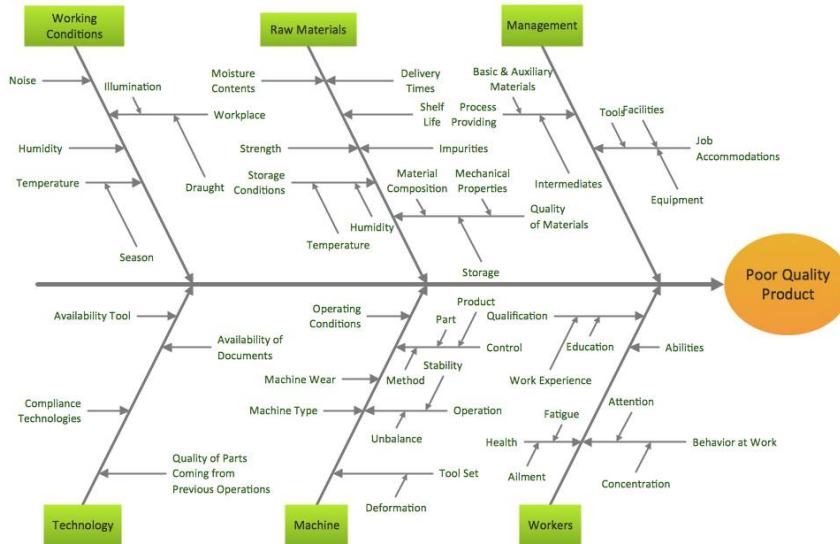 Working
Conditions
Raw Materials
Management
Noise
Illumination
Workplace
Humidity
Temperature
Draught
Season
Moisture
Contents
Delivery
Times
Shelf
Life
Strength
Impurities
Storage
Conditions
Humidity
Temperature
Material
Composition
Mechanical
Properties
Quality
of Materials
Storage
Basic & Auxiliary
Materials
Process
Providing
Intermediates
Tools
Facilities
Job
Accommodations
Equipment
Poor Quality
Product
Availability Tool
Availability of
Documents
Compliance
Technologies
Quality of Parts
Coming from
Previous Operations
Operating
Conditions
Product
Part
Control
Method
Stability
Machine Wear
Machine Type
Operation
Unbalance
Tool Set
Deformation
Qualification
Education
Work Experience
Abilities
Attention
Fatigue
Health
Ailment
Behavior at Work
Concentration
Technology
Machine
Workers